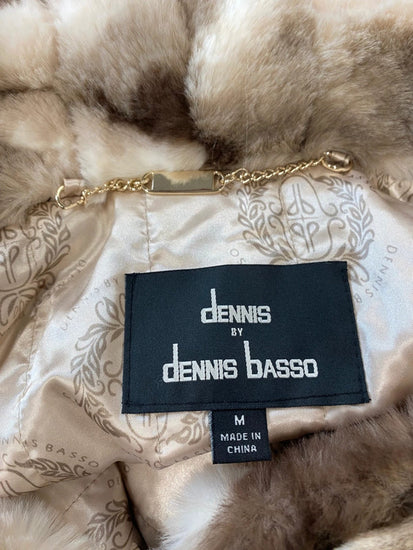 dENNIS
BY
dENNIS bASSO
M
MADE IN
CHINA
DENNIS BASSO